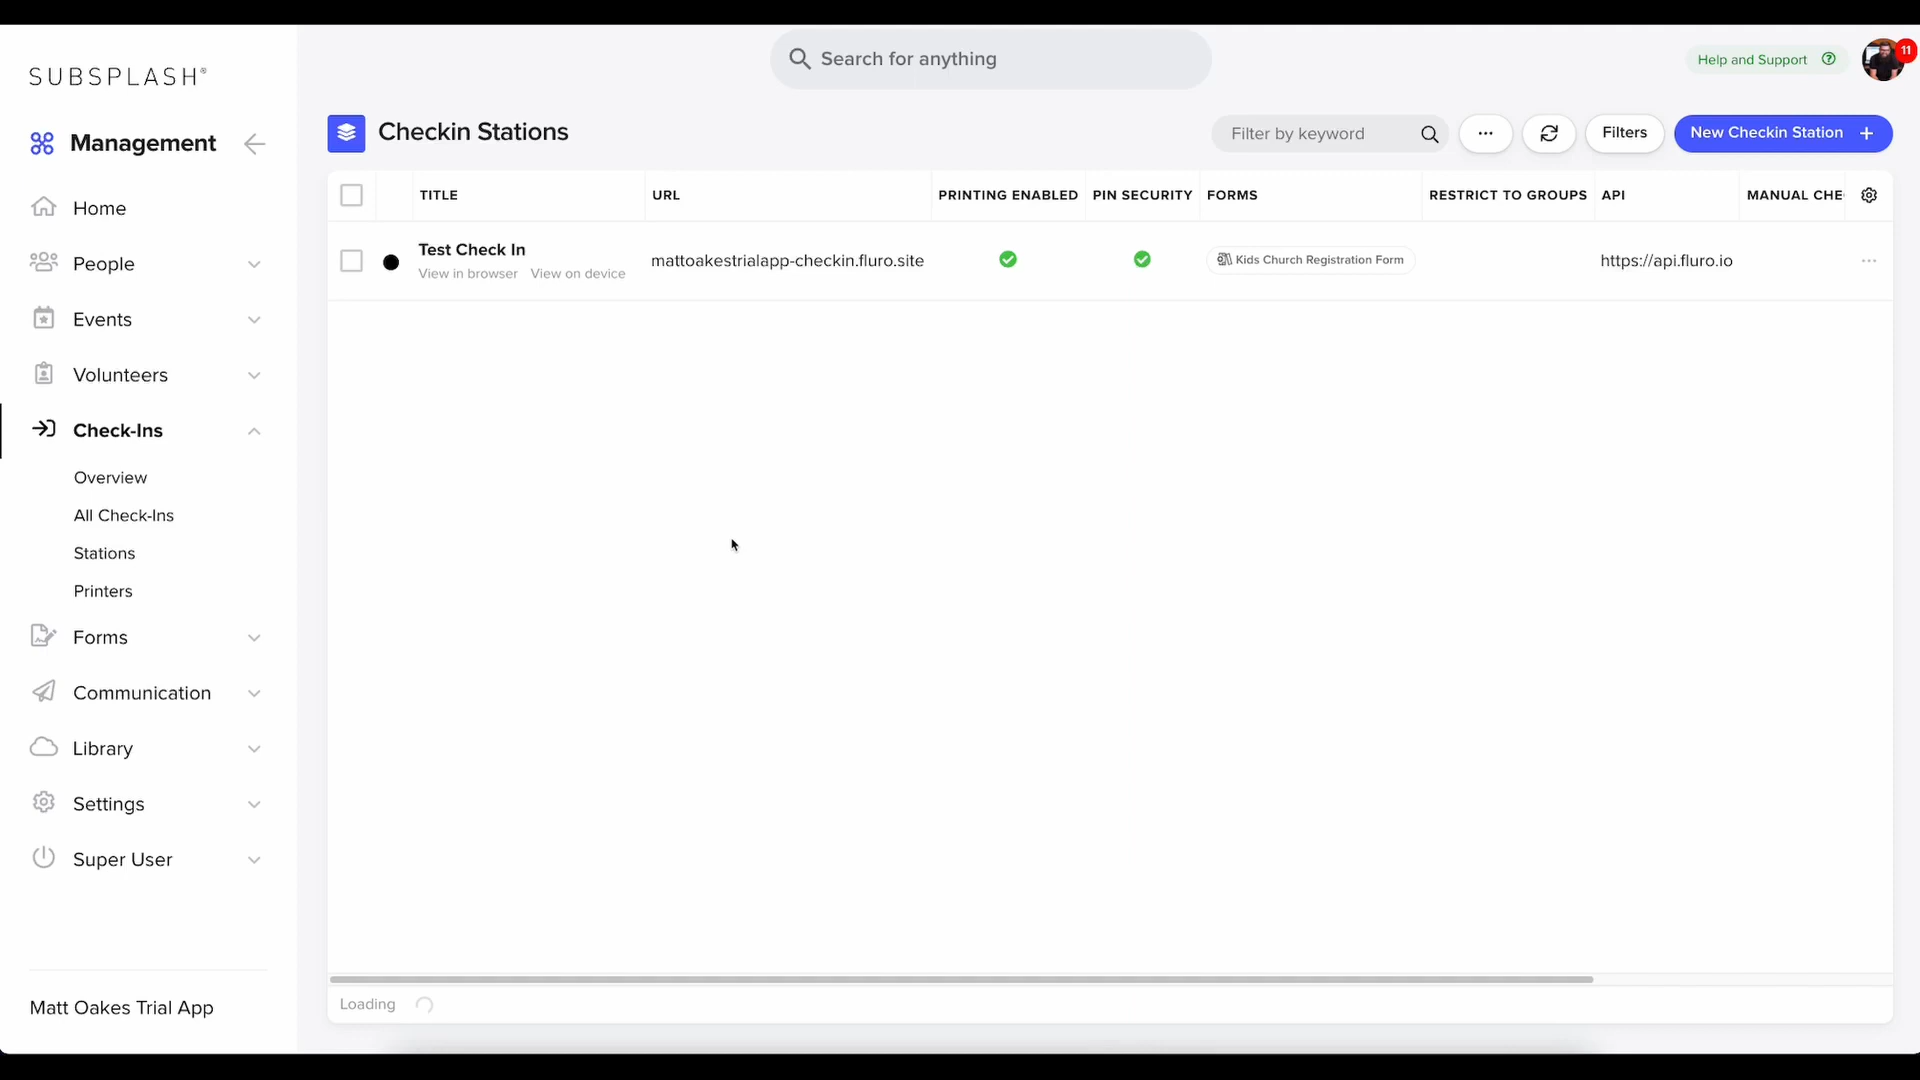 SUBSPLASH®
Search for anything
Help and Support
11
Management
Checkin Stations
Filter by keyword
Filters
New Checkin Station +
Home
People
Events
Volunteers
Check-Ins
Overview
All Check-Ins
Stations
Printers
Forms
Communication
Library
Settings
Super User
Matt Oakes Trial App
TITLE URL PRINTING ENABLED PIN SECURITY FORMS RESTRICT TO GROUPS API MANUAL CHE
Test Check In
View in browser View on device
mattoakestrialapp-checkin.fluro.site
Kids Church Registration Form
https://api.fluro.io
Loading